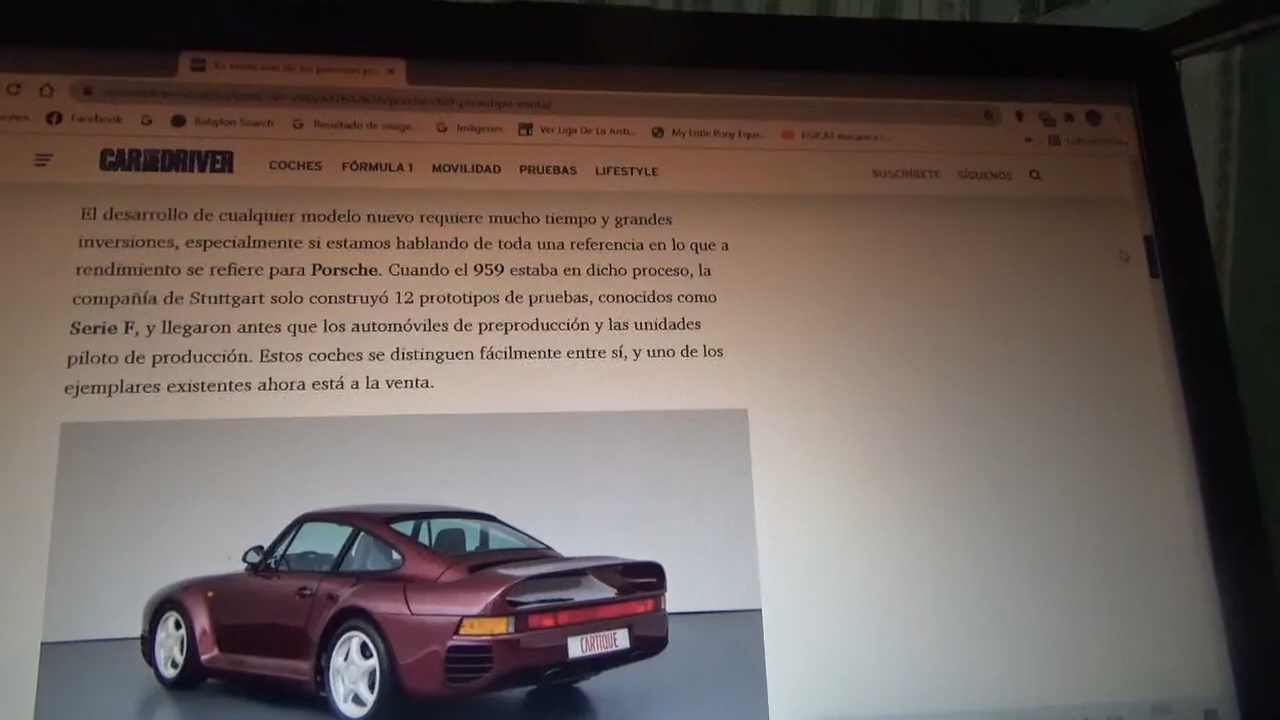 Facebook
Babylon Search
Resultado de image...
Imágenes
Ver Liga De La Justi...
My Little Pony Eque...
CAR AND DRIVER
COCHES FÓRMULA 1 MOVILIDAD PRUEBAS LIFESTYLE
SUSCRÍBETE SÍGUENOS
El desarrollo de cualquier modelo nuevo requiere mucho tiempo y grandes
inversiones, especialmente si estamos hablando de toda una referencia en lo que a
rendimiento se refiere para Porsche. Cuando el 959 estaba en dicho proceso, la
compañía de Stuttgart solo construyó 12 prototipos de pruebas, conocidos como
Serie F, y llegaron antes que los automóviles de preproducción y las unidades
piloto de producción. Estos coches se distinguen fácilmente entre sí, y uno de los
ejemplares existentes ahora está a la venta.
CARTIQUE